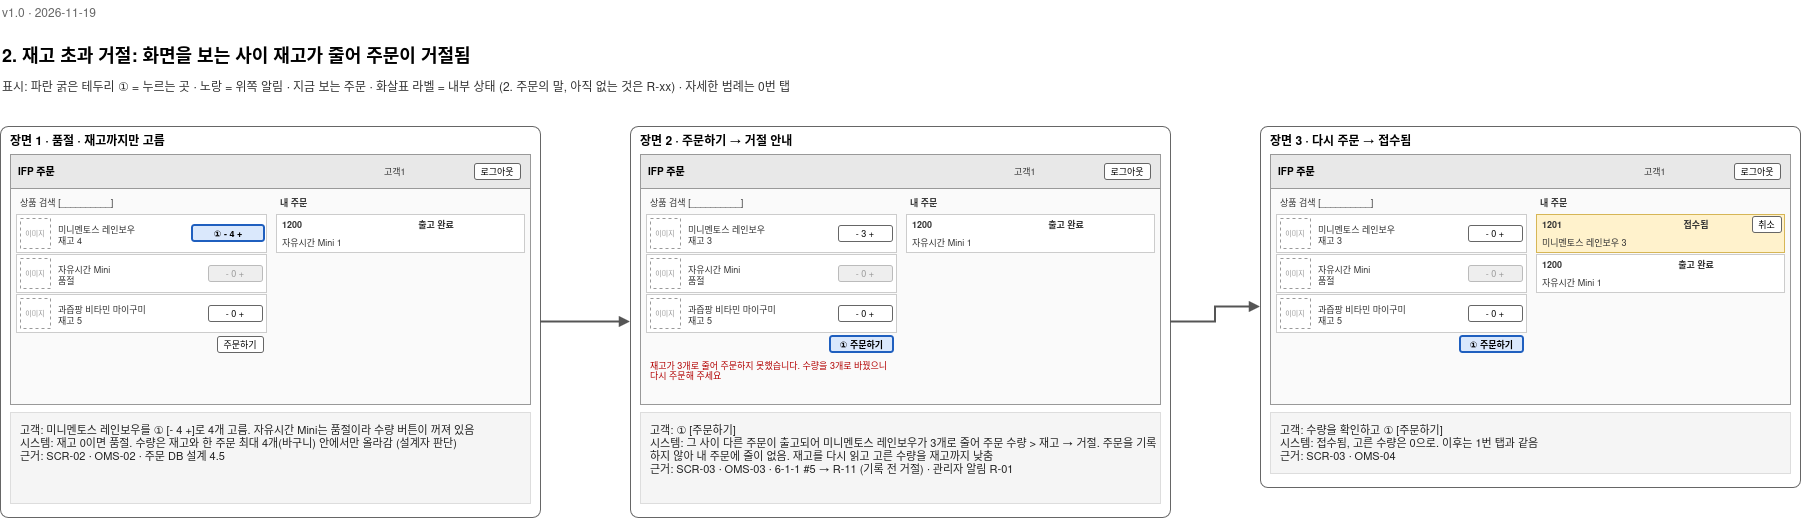 v1.0 · 2026-11-19
2. 재고 초과 거절: 화면을 보는 사이 재고가 줄어 주문이 거절됨
표시: 파란 굵은 테두리 ① = 누르는 곳 · 노랑 = 위쪽 알림 · 지금 보는 주문 · 화살표 라벨 = 내부 상태 (2. 주문의 말, 아직 없는 것은 R-xx) · 자세한 범례는 0번 탭
장면 1 · 품절 · 재고까지만 고름
IFP 주문
고객1
로그아웃
상품 검색 [__________]
내 주문
이미지
미니멘토스 레인보우
재고 4
① - 4 +
이미지
자유시간 Mini
품절
- 0 +
이미지
과즙팡 비타민 마이구미
재고 5
- 0 +
주문하기
1200
출고 완료
자유시간 Mini 1
고객: 미니멘토스 레인보우를 ① [- 4 +]로 4개 고름. 자유시간 Mini는 품절이라 수량 버튼이 꺼져 있음
시스템: 재고 0이면 품절. 수량은 재고와 한 주문 최대 4개(바구니) 안에서만 올라감 (설계자 판단)
근거: SCR-02 · OMS-02 · 주문 DB 설계 4.5
장면 2 · 주문하기 → 거절 안내
IFP 주문
고객1
로그아웃
상품 검색 [__________]
내 주문
이미지
미니멘토스 레인보우
재고 3
- 3 +
이미지
자유시간 Mini
품절
- 0 +
이미지
과즙팡 비타민 마이구미
재고 5
- 0 +
① 주문하기
재고가 3개로 줄어 주문하지 못했습니다. 수량을 3개로 바꿨으니
다시 주문해 주세요
1200
출고 완료
자유시간 Mini 1
고객: ① [주문하기]
시스템: 그 사이 다른 주문이 출고되어 미니멘토스 레인보우가 3개로 줄어 주문 수량 > 재고 → 거절. 주문을 기록
하지 않아 내 주문에 줄이 없음. 재고를 다시 읽고 고른 수량을 재고까지 낮춤
근거: SCR-03 · OMS-03 · 6-1-1 #5 → R-11 (기록 전 거절) · 관리자 알림 R-01
장면 3 · 다시 주문 → 접수됨
IFP 주문
고객1
로그아웃
상품 검색 [__________]
내 주문
이미지
미니멘토스 레인보우
재고 3
- 0 +
이미지
자유시간 Mini
품절
- 0 +
이미지
과즙팡 비타민 마이구미
재고 5
- 0 +
① 주문하기
1201
접수됨
취소
미니멘토스 레인보우 3
1200
출고 완료
자유시간 Mini 1
고객: 수량을 확인하고 ① [주문하기]
시스템: 접수됨, 고른 수량은 0으로. 이후는 1번 탭과 같음
근거: SCR-03 · OMS-04